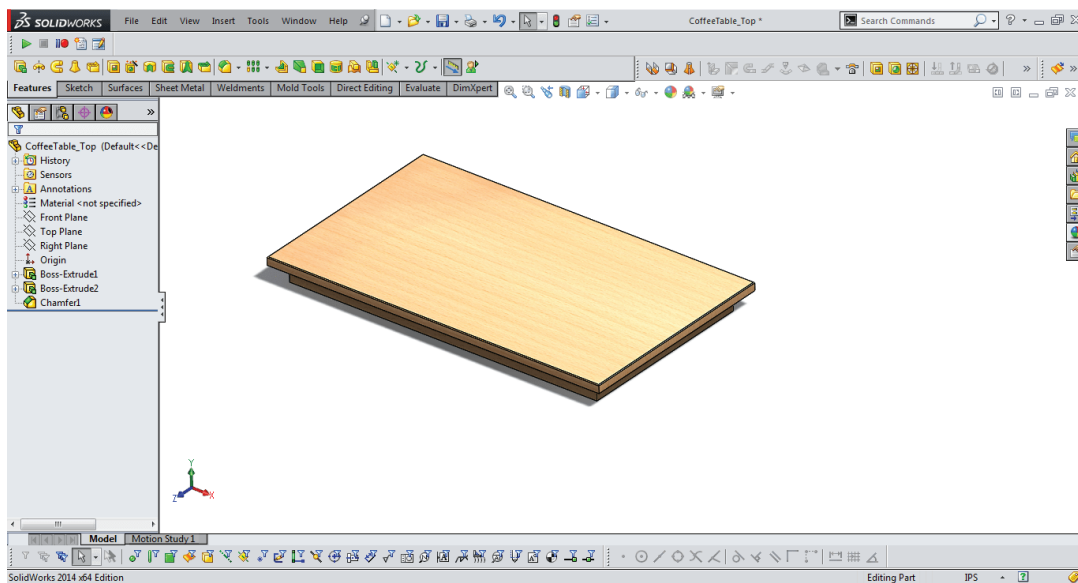 SOLIDWORKS File Edit View Insert Tools Window Help CoffeeTable_Top * Search Commands
Features Sketch Surfaces Sheet Metal Weldments Mold Tools Direct Editing Evaluate DimXpert
CoffeeTable_Top (Default<<De
History
Sensors
A Annotations
Material <not specified>
Front Plane
Top Plane
Right Plane
Origin
Boss-Extrude1
Boss-Extrude2
Chamfer1
Y
Z X
Model Motion Study 1
SolidWorks 2014 x64 Edition Editing Part IPS